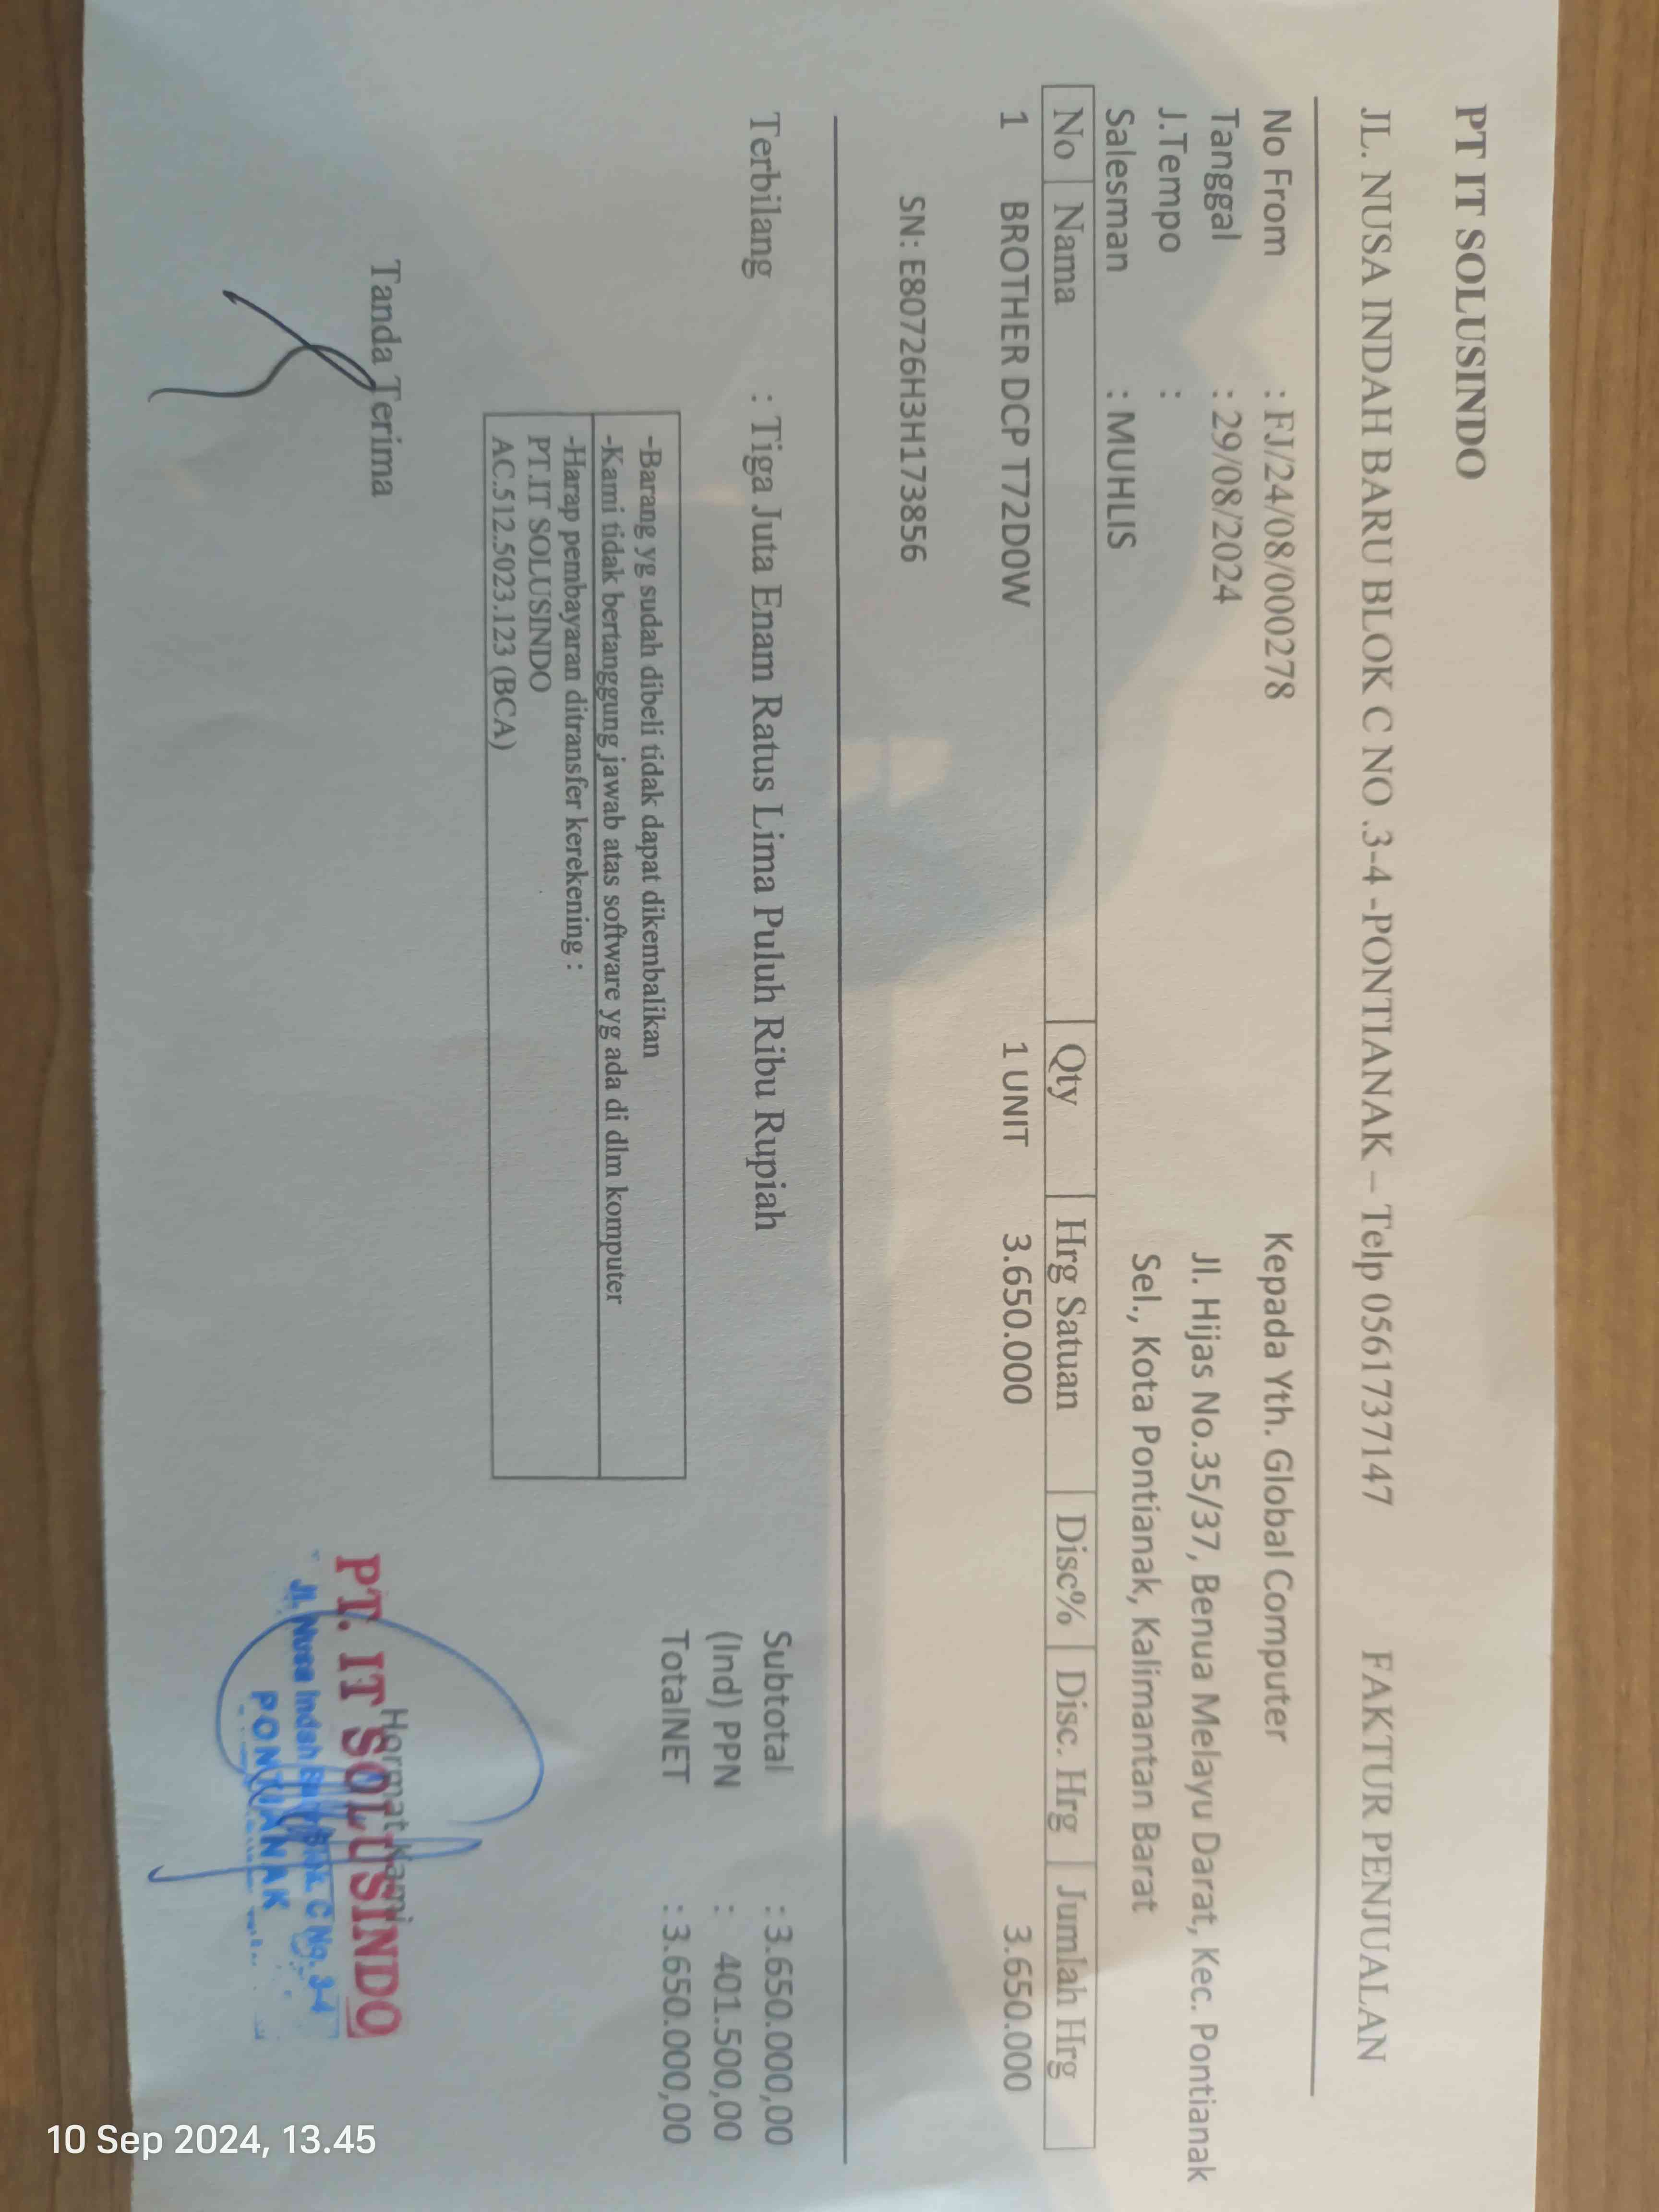 PT IT SOLUSINDO
JL. NUSA INDAH BARU BLOK C NO .3-4 -PONTIANAK – Telp 0561737147 FAKTUR PENJUALAN
No From : FJ/24/08/000278 Kepada Yth. Global Computer
Tanggal : 29/08/2024 Jl. Hijas No.35/37, Benua Melayu Darat, Kec. Pontianak
J.Tempo : Sel., Kota Pontianak, Kalimantan Barat
Salesman : MUHLIS
No Nama Qty Hrg Satuan Disc% Disc. Hrg Jumlah Hrg
1 BROTHER DCP T72D0W 1 UNIT 3.650.000 3.650.000
SN: E80726H3H173856
Terbilang : Tiga Juta Enam Ratus Lima Puluh Ribu Rupiah
Subtotal : 3.650.000,00
(Ind) PPN : 401.500,00
TotalNET : 3.650.000,00
-Barang yg sudah dibeli tidak dapat dikembalikan
-Kami tidak bertanggung jawab atas software yg ada di dlm komputer
-Harap pembayaran ditransfer kerekening :
PT.IT SOLUSINDO
AC.512.5023.123 (BCA)
Tanda Terima Hormat Kami
PT. IT SOLUSINDO
Jl. Nusa Indah C No. 3-4
PONTIANAK
10 Sep 2024, 13.45